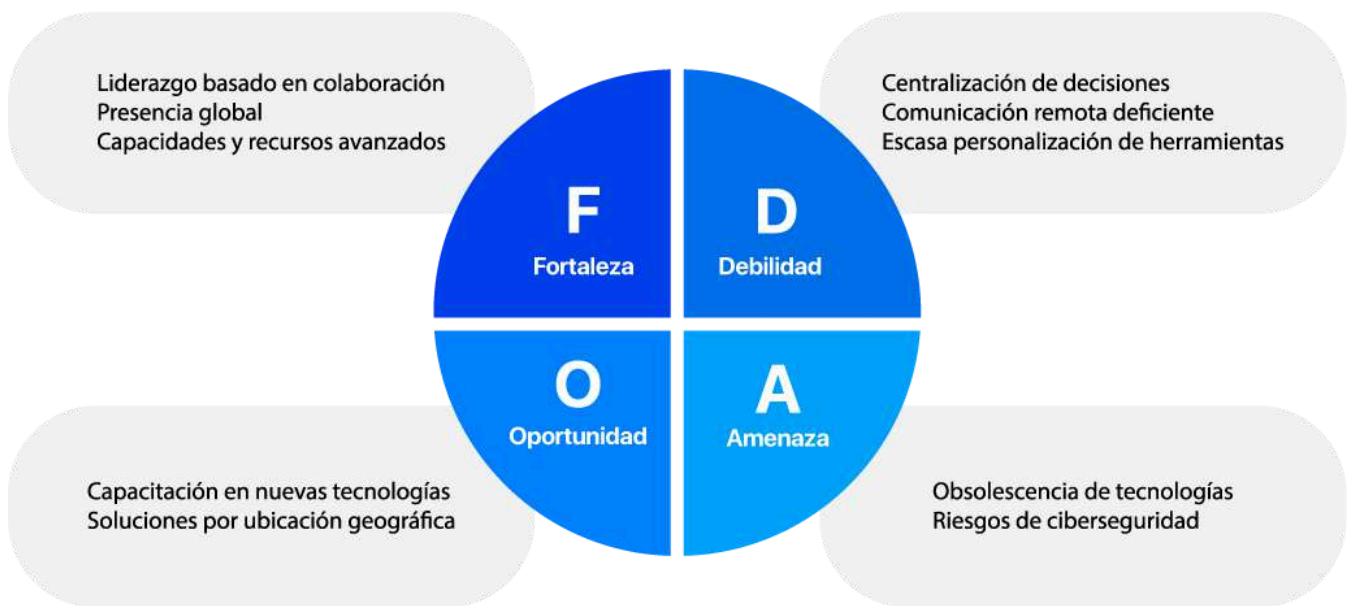 Liderazgo basado en colaboración
Presencia global
Capacidades y recursos avanzados
Centralización de decisiones
Comunicación remota deficiente
Escasa personalización de herramientas
F
Fortaleza
D
Debilidad
O
Oportunidad
A
Amenaza
Capacitación en nuevas tecnologías
Soluciones por ubicación geográfica
Obsolescencia de tecnologías
Riesgos de ciberseguridad